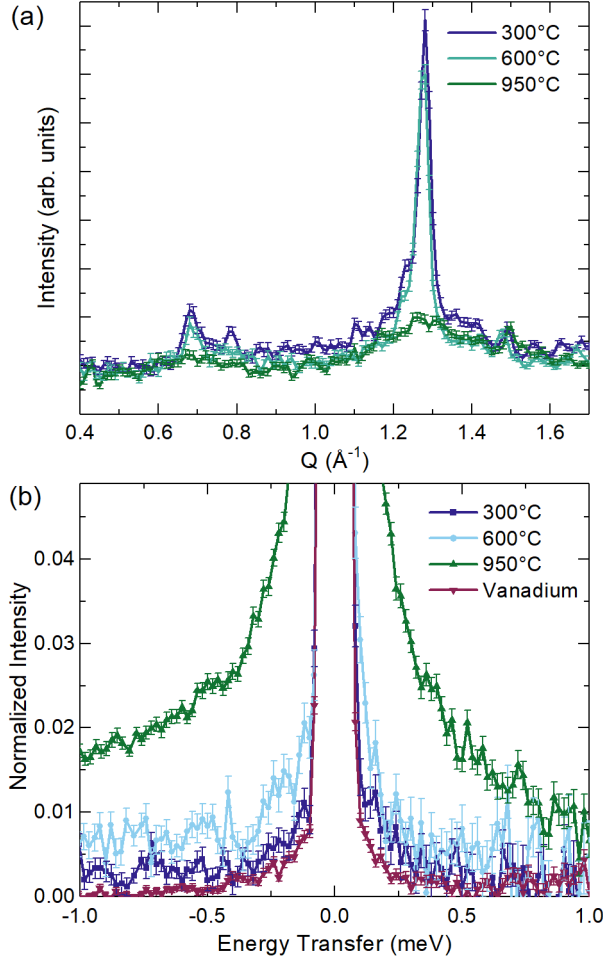 (a)
300°C
600°C
950°C
Intensity (arb. units)
0.4 0.6 0.8 1.0 1.2 1.4 1.6
Q (Å⁻¹)
(b)
300°C
600°C
950°C
Vanadium
Normalized Intensity
0.04
0.03
0.02
0.01
0.00
-1.0 -0.5 0.0 0.5 1.0
Energy Transfer (meV)